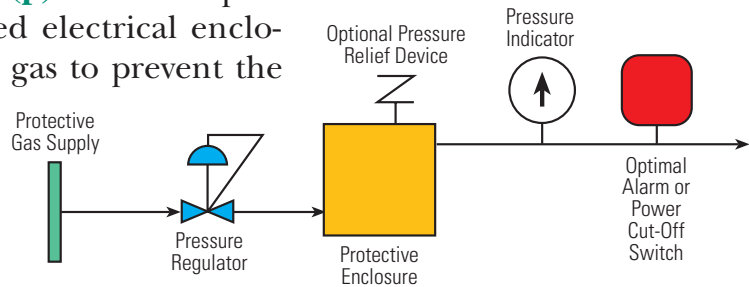 (p)
ed electrical enclo-
gas to prevent the
Protective
Gas Supply
Pressure
Regulator
Optional Pressure
Relief Device
Protective
Enclosure
Pressure
Indicator
Optimal
Alarm or
Power
Cut-Off
Switch